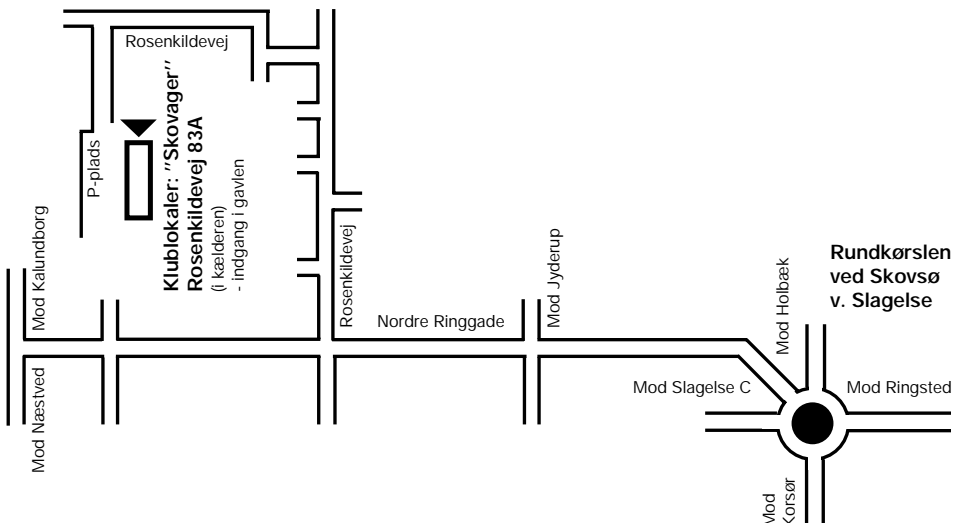 Rosenkildevej
P-plads
Klublokaler: "Skovager"
Rosenkildevej 83A
(i kælderen)
- indgang i gavlen
Mod Kalundborg
Mod Næstved
Rosenkildevej
Nordre Ringgade
Mod Jyderup
Mod Holbæk
Rundkørslen
ved Skovsø
v. Slagelse
Mod Slagelse C
Mod Ringsted
Mod
Korsør